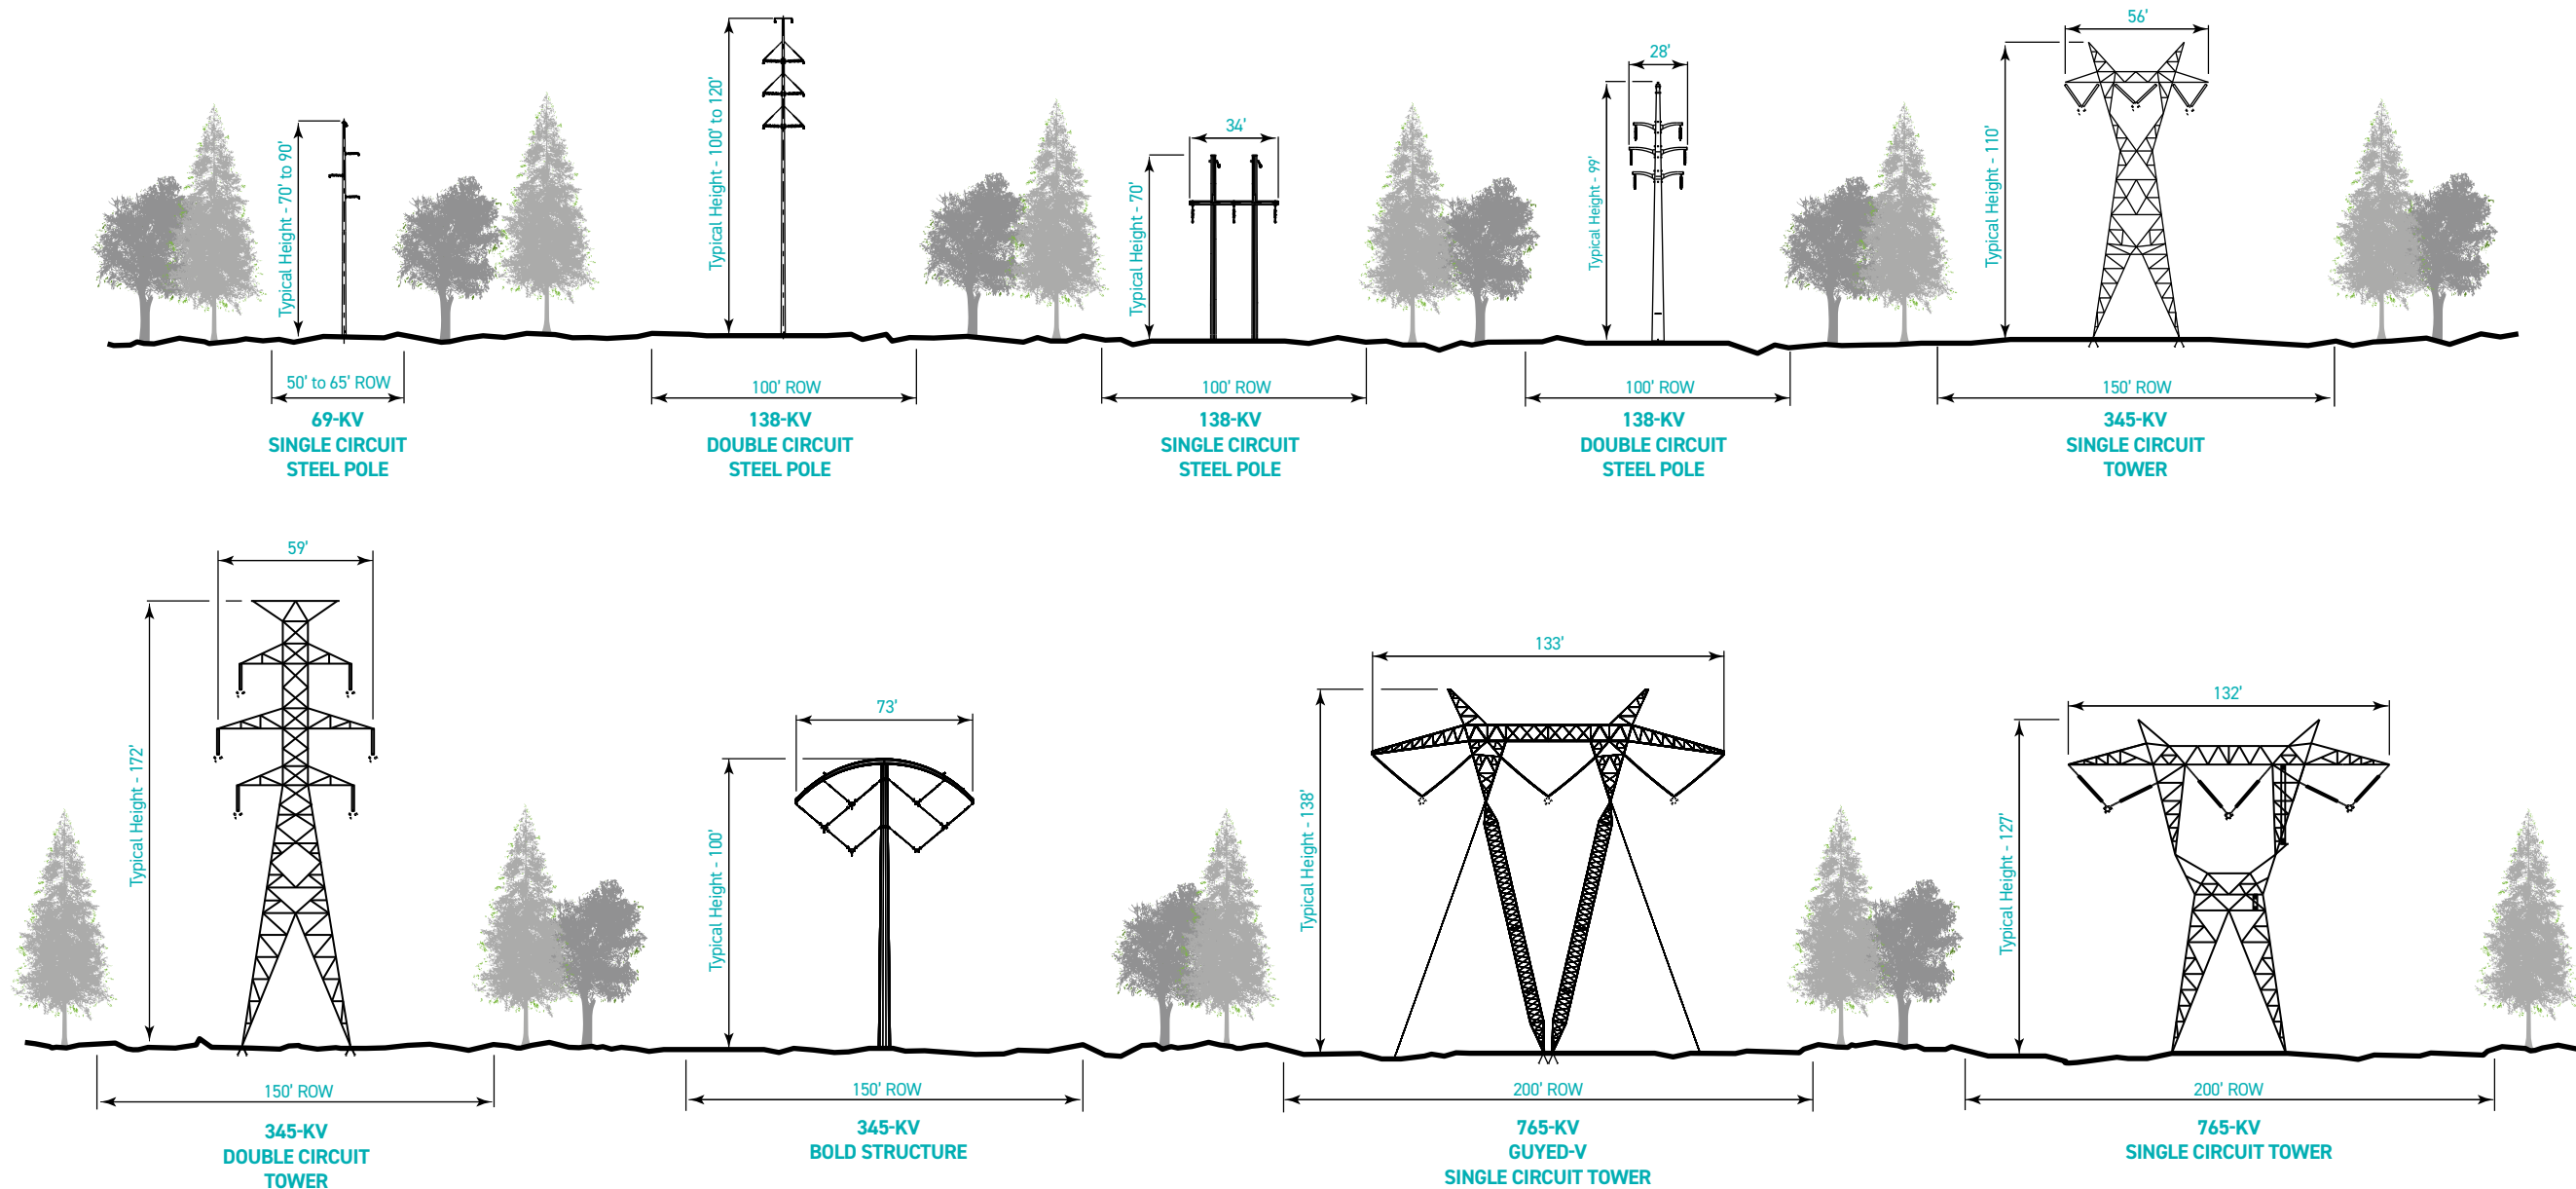 Typical Height - 70' to 90'
50' to 65' ROW
69-KV
SINGLE CIRCUIT
STEEL POLE
Typical Height - 100' to 120'
100' ROW
138-KV
DOUBLE CIRCUIT
STEEL POLE
34'
Typical Height - 70'
100' ROW
138-KV
SINGLE CIRCUIT
STEEL POLE
28'
Typical Height - 99'
100' ROW
138-KV
DOUBLE CIRCUIT
STEEL POLE
56'
Typical Height - 110'
150' ROW
345-KV
SINGLE CIRCUIT
TOWER
59'
Typical Height - 172'
150' ROW
345-KV
DOUBLE CIRCUIT
TOWER
73'
Typical Height - 100'
150' ROW
345-KV
BOLD STRUCTURE
133'
Typical Height - 138'
200' ROW
765-KV
GUYED-V
SINGLE CIRCUIT TOWER
132'
Typical Height - 127'
200' ROW
765-KV
SINGLE CIRCUIT TOWER